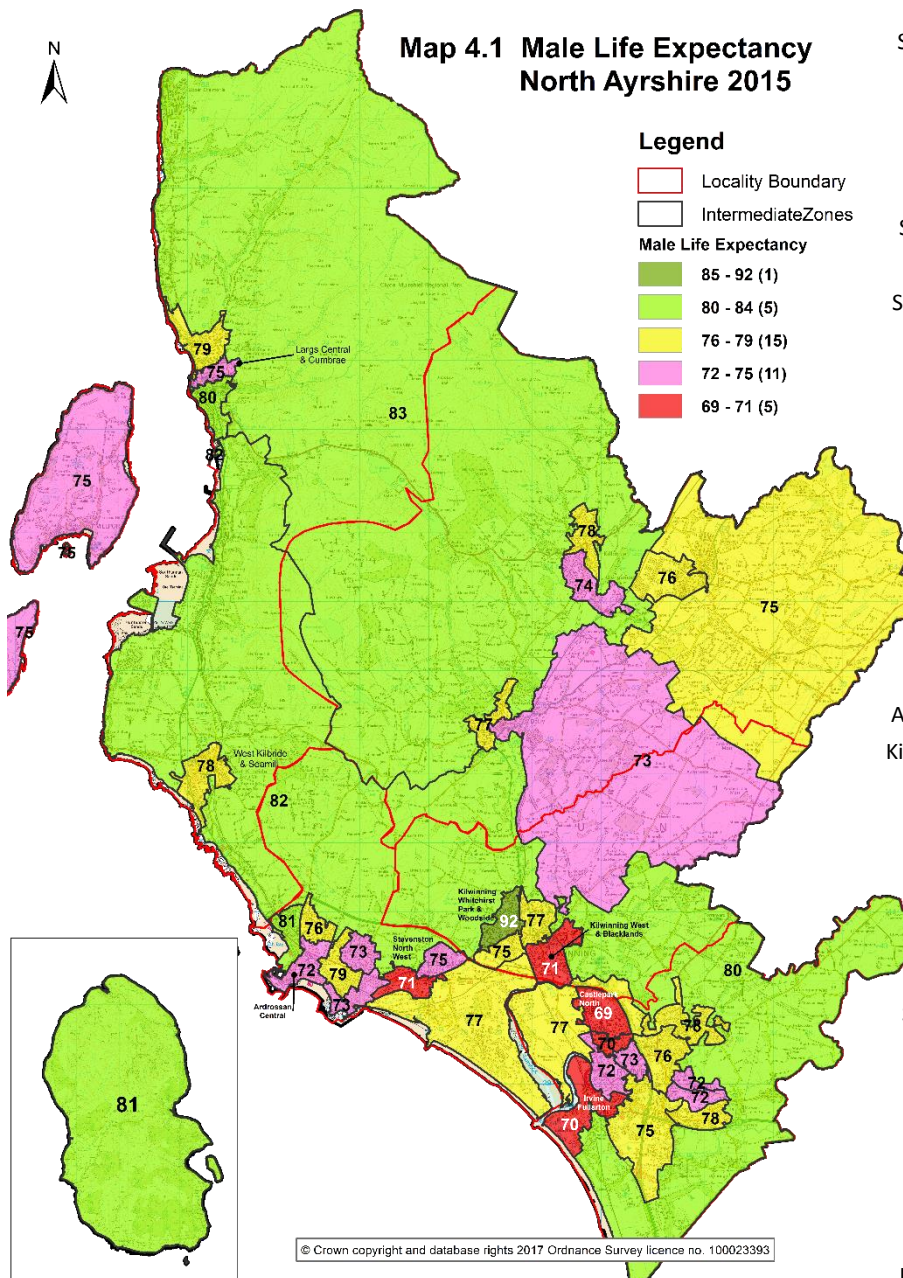 N
Map 4.1 Male Life Expectancy
North Ayrshire 2015
Legend
Locality Boundary
IntermediateZones
Male Life Expectancy
85 - 92 (1)
80 - 84 (5)
76 - 79 (15)
72 - 75 (11)
69 - 71 (5)
S
S
S
A
Ki
79
Largs Central
& Cumbrae
75
80
83
82
75
75
75
78
74
76
75
77
73
West Kilbride
& Seamill
78
82
81
76
Kilwinning
Whitehirst
Park &
Woodside
92
77
Kilwinning West
& Blacklands
Stevenston
North
West
73
75
75
71
72
79
71
73
Ardrossan
Central
77
77
Castlepark
North
69
70
80
78
76
72
73
72
72
Irvine
Fullarton
70
75
78
81
© Crown copyright and database rights 2017 Ordnance Survey licence no. 100023393